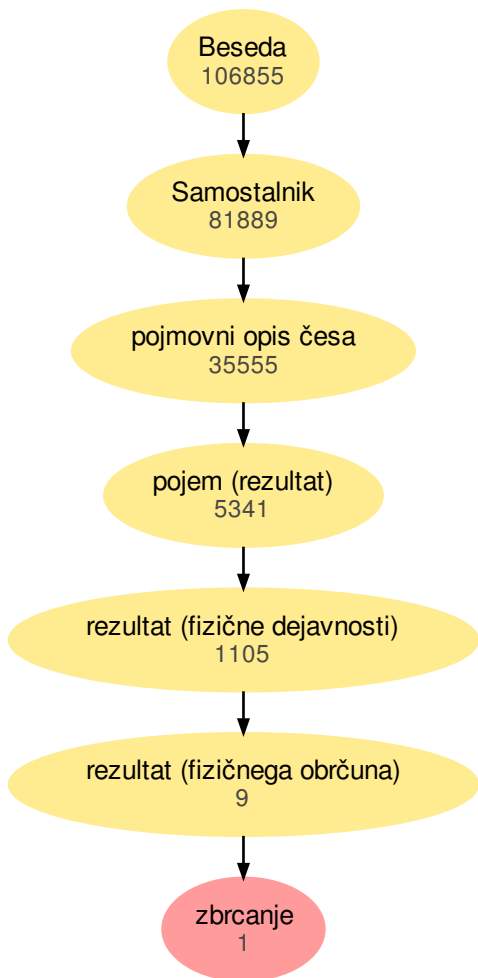 Beseda
106855
Samostalnik
81889
pojmovni opis česa
35555
pojem (rezultat)
5341
rezultat (fizične dejavnosti)
1105
rezultat (fizičnega obrčuna)
9
zbrcanje
1